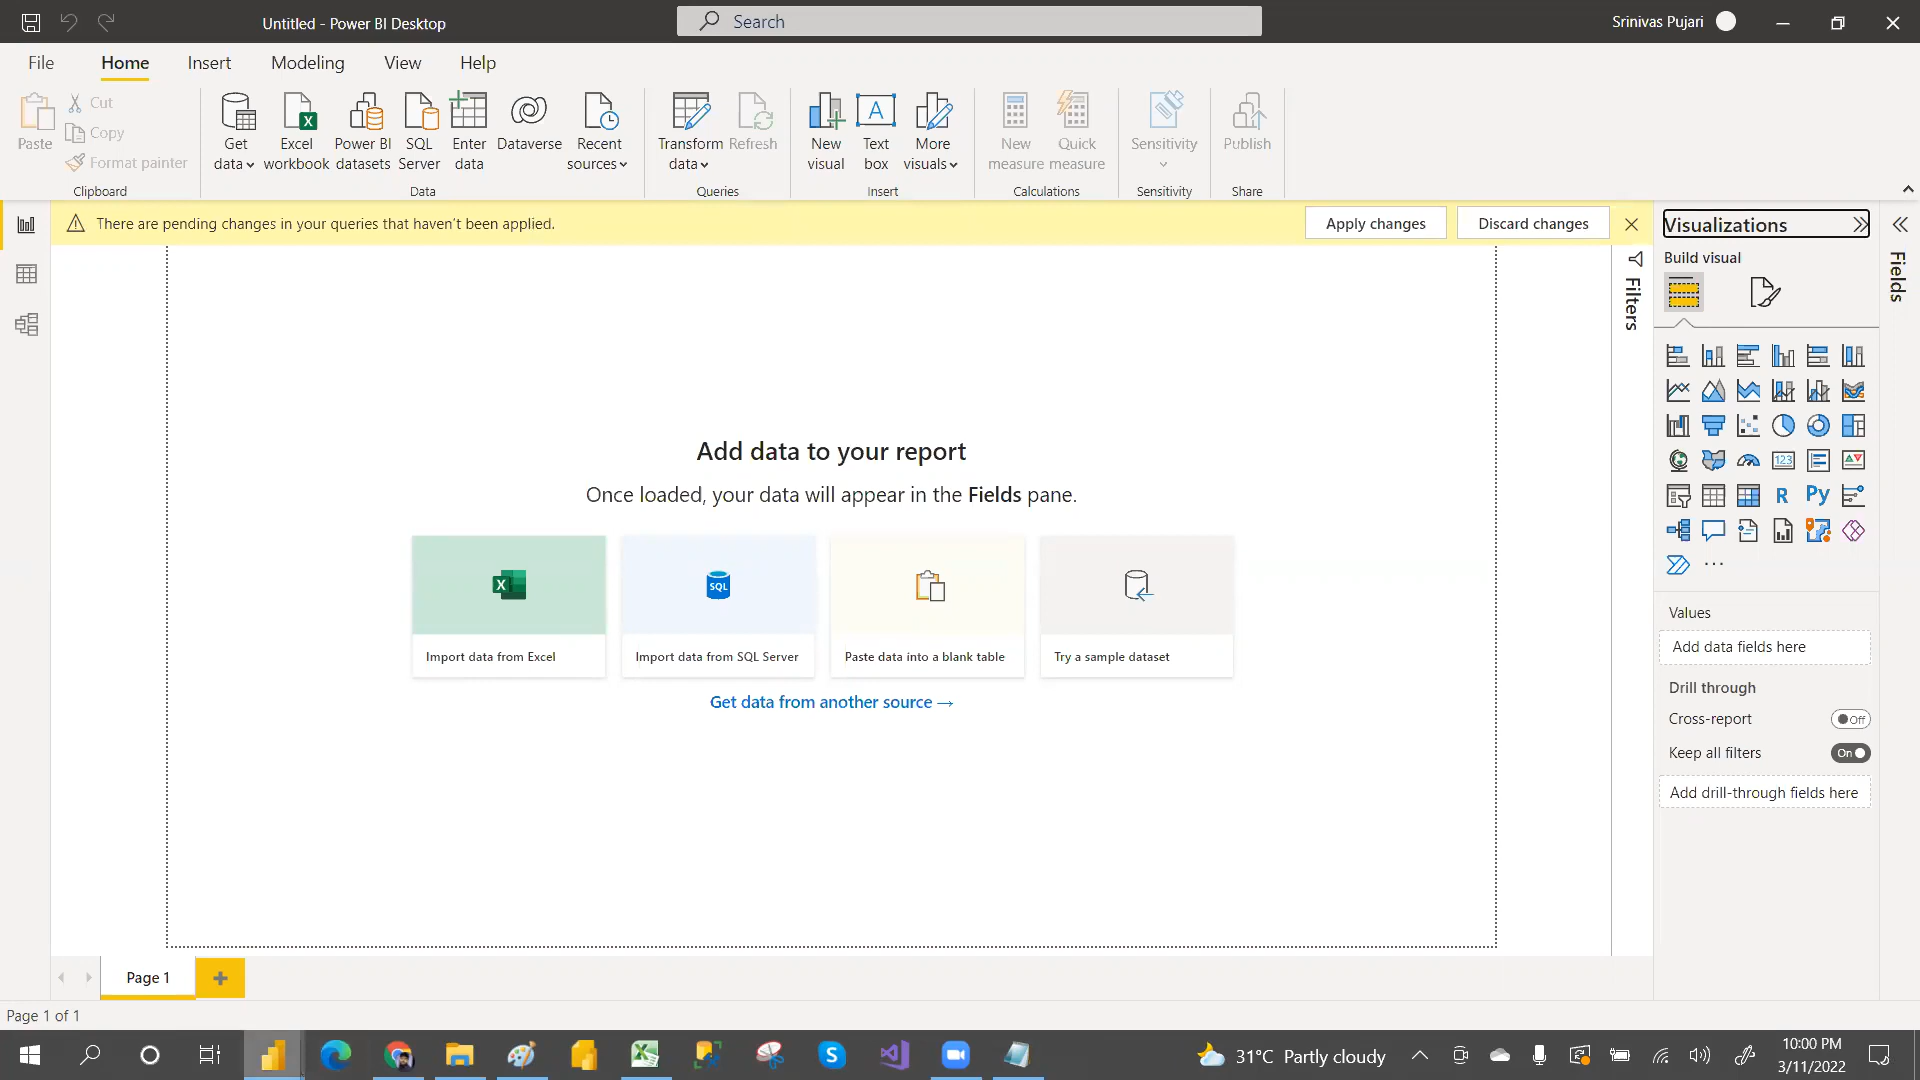 Untitled - Power BI Desktop
Search
Srinivas Pujari
File Home Insert Modeling View Help
Paste
Cut
Copy
Format painter
Clipboard
Get data
Excel workbook
Power BI datasets
SQL Server
Enter data
Dataverse
Recent sources
Data
Transform data
Refresh
Queries
New visual
Text box
More visuals
Insert
New measure
Quick measure
Calculations
Sensitivity
Sensitivity
Publish
Share
There are pending changes in your queries that haven't been applied.
Apply changes
Discard changes
Visualizations
Build visual
Filters
Fields
Add data to your report
Once loaded, your data will appear in the Fields pane.
Import data from Excel
Import data from SQL Server
Paste data into a blank table
Try a sample dataset
Get data from another source →
SQL
X
A
123
R
Py
Values
Add data fields here
Drill through
Cross-report
Off
Keep all filters
On
Add drill-through fields here
Page 1
Page 1 of 1
31°C Partly cloudy
10:00 PM
3/11/2022